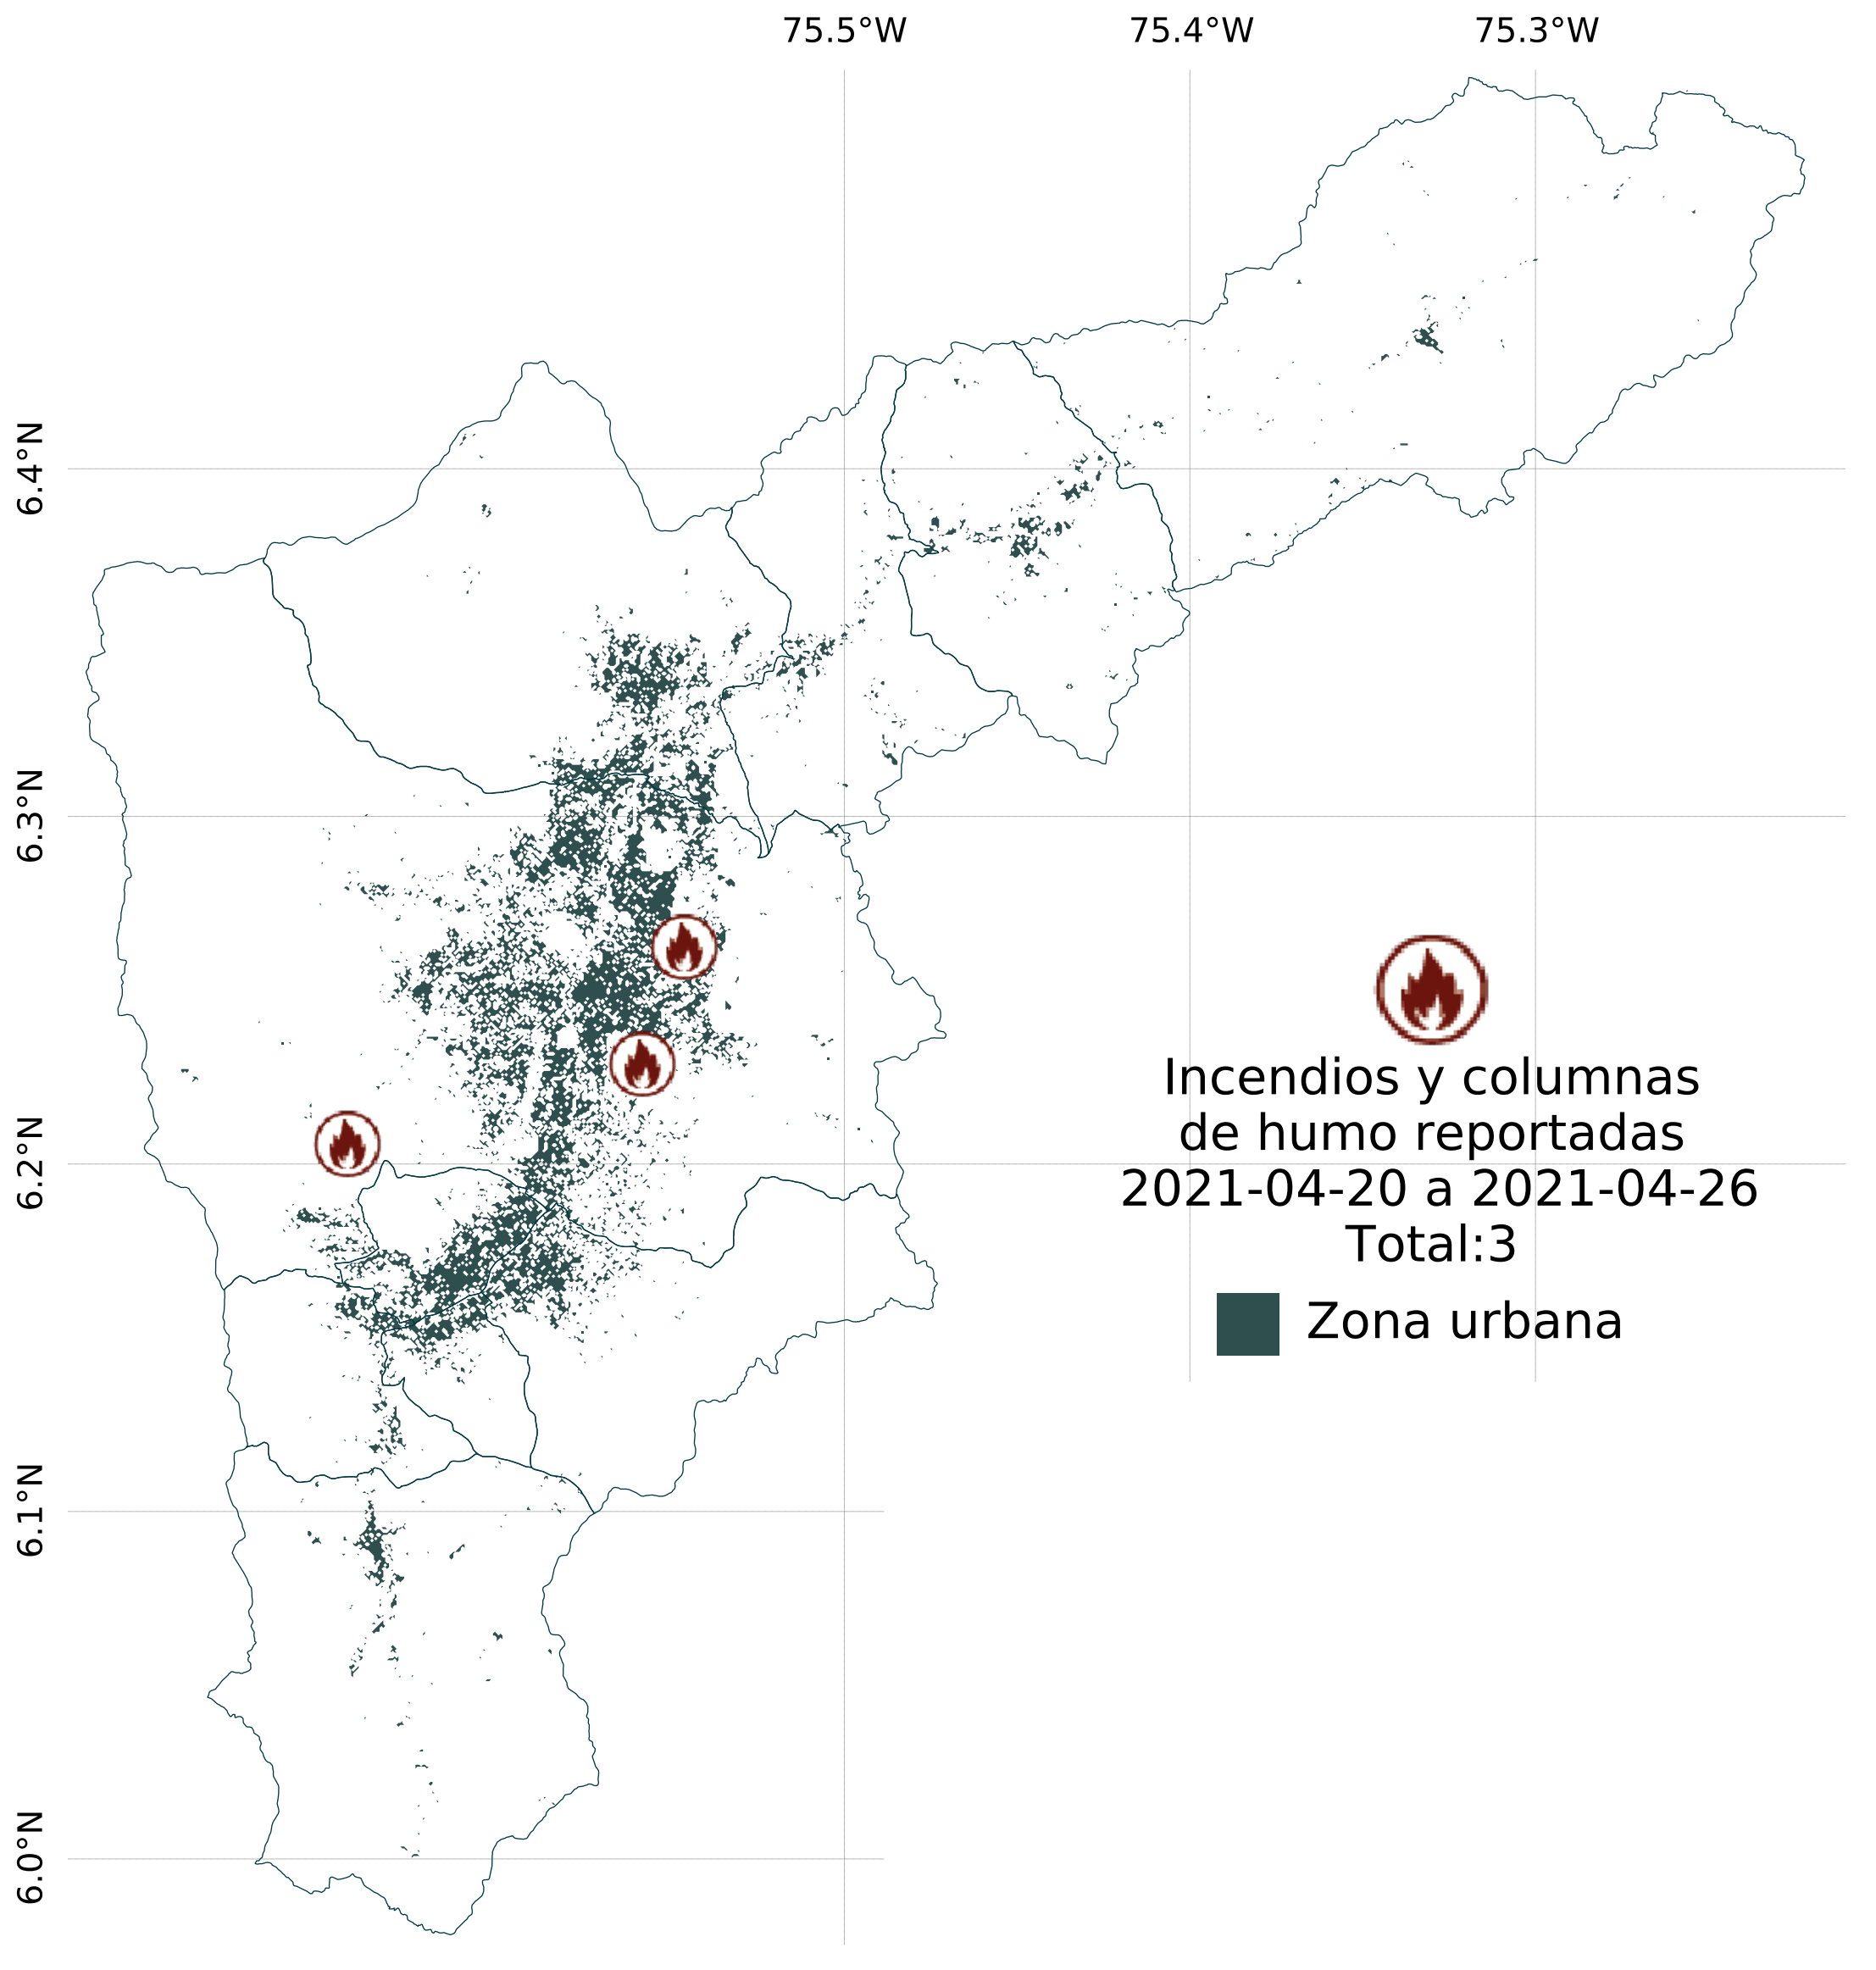 75.5°W
75.4°W
75.3°W
6.4°N
6.3°N
6.2°N
6.1°N
6.0°N
Incendios y columnas
de humo reportadas
2021-04-20 a 2021-04-26
Total:3
Zona urbana